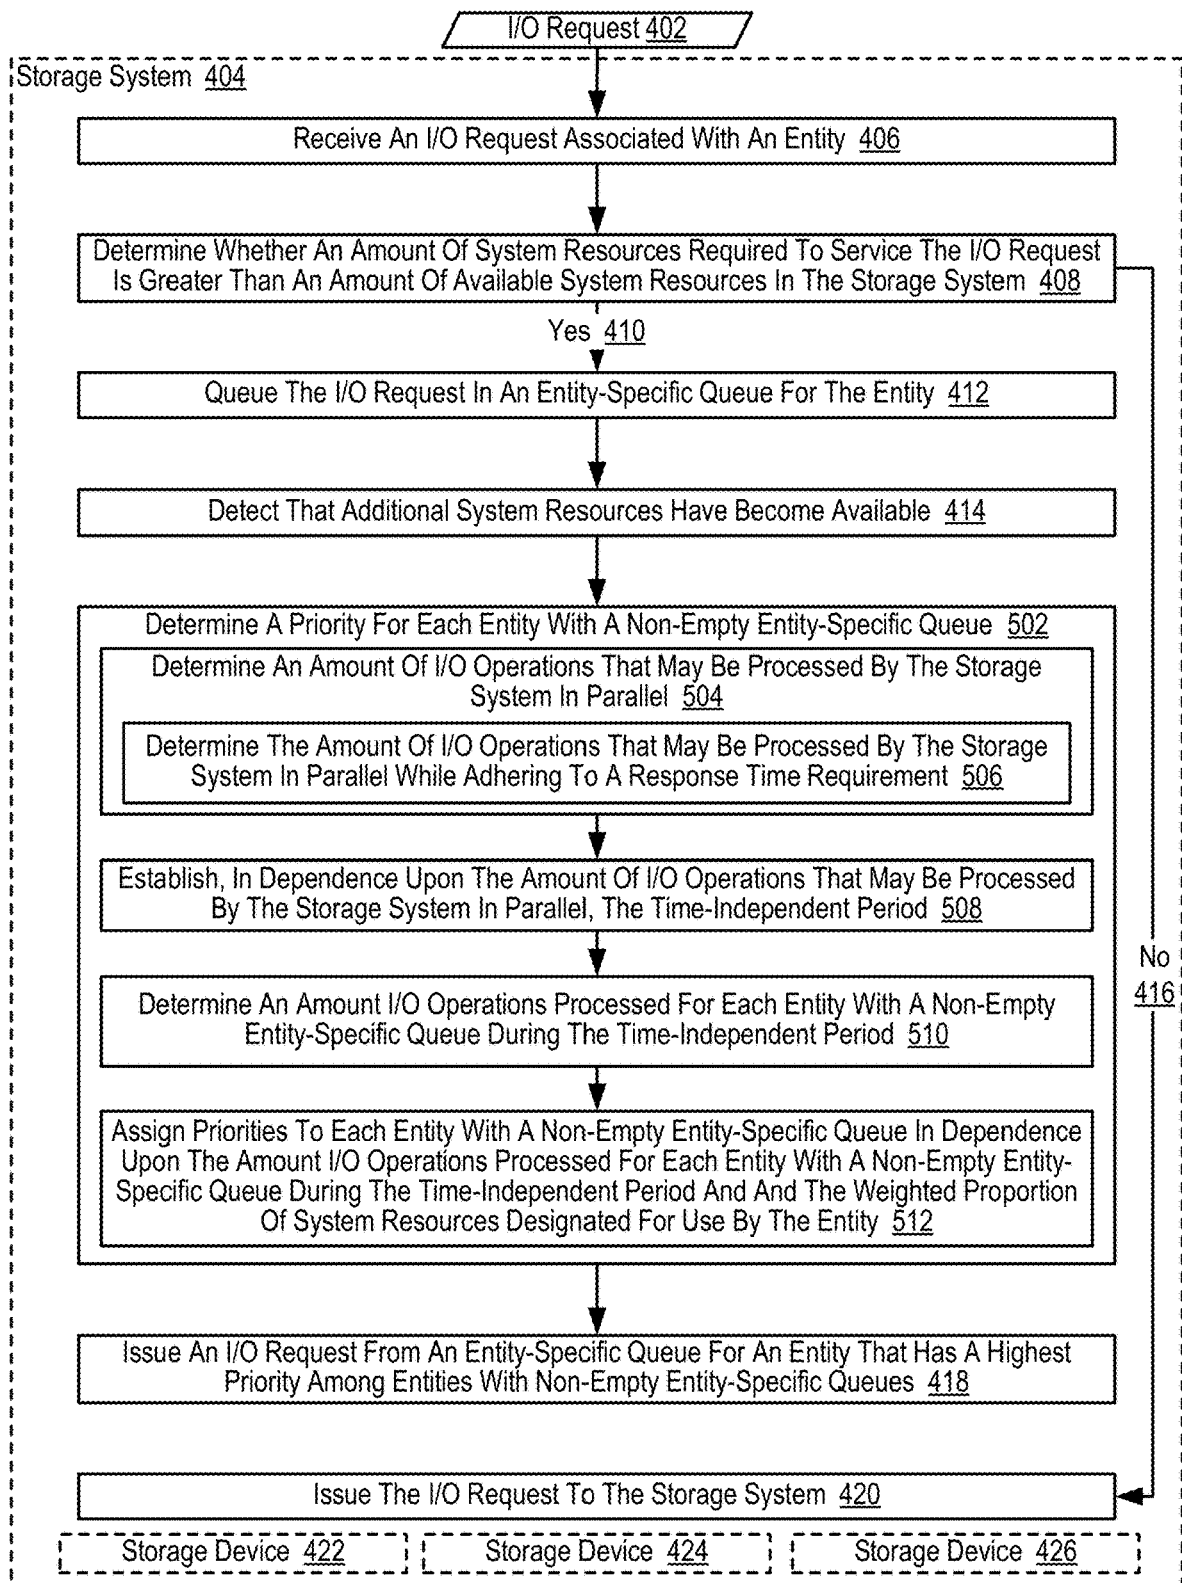 I/O Request 402
Storage System 404
Receive An I/O Request Associated With An Entity 406
Determine Whether An Amount Of System Resources Required To Service The I/O Request
Is Greater Than An Amount Of Available System Resources In The Storage System 408
Yes 410
Queue The I/O Request In An Entity-Specific Queue For The Entity 412
Detect That Additional System Resources Have Become Available 414
Determine A Priority For Each Entity With A Non-Empty Entity-Specific Queue 502
Determine An Amount Of I/O Operations That May Be Processed By The Storage
System In Parallel 504
Determine The Amount Of I/O Operations That May Be Processed By The Storage
System In Parallel While Adhering To A Response Time Requirement 506
Establish, In Dependence Upon The Amount Of I/O Operations That May Be Processed
By The Storage System In Parallel, The Time-Independent Period 508
No
416
Determine An Amount I/O Operations Processed For Each Entity With A Non-Empty
Entity-Specific Queue During The Time-Independent Period 510
Assign Priorities To Each Entity With A Non-Empty Entity-Specific Queue In Dependence
Upon The Amount I/O Operations Processed For Each Entity With A Non-Empty Entity-
Specific Queue During The Time-Independent Period And And The Weighted Proportion
Of System Resources Designated For Use By The Entity 512
Issue An I/O Request From An Entity-Specific Queue For An Entity That Has A Highest
Priority Among Entities With Non-Empty Entity-Specific Queues 418
Issue The I/O Request To The Storage System 420
Storage Device 422
Storage Device 424
Storage Device 426